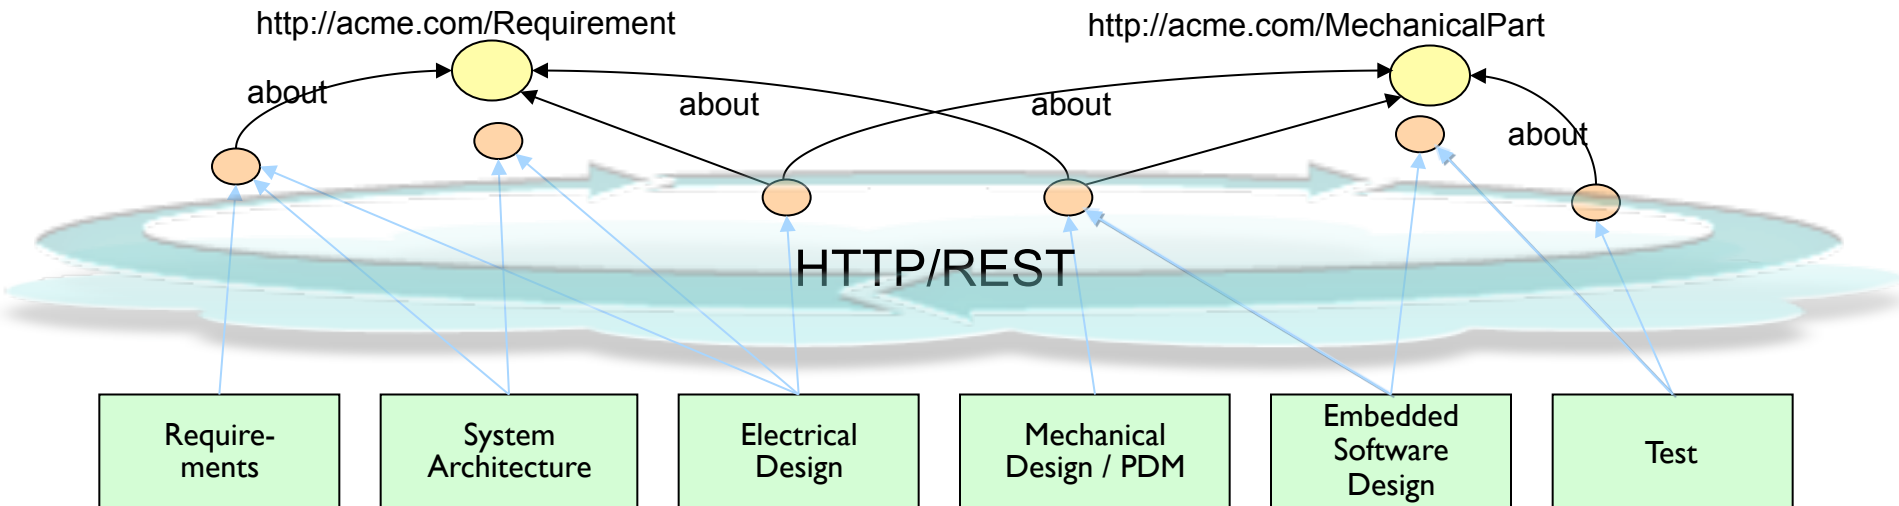 http://acme.com/Requirement
http://acme.com/MechanicalPart
about
about
about
about
HTTP/REST
Require-
ments
System
Architecture
Electrical
Design
Mechanical
Design / PDM
Embedded
Software
Design
Test